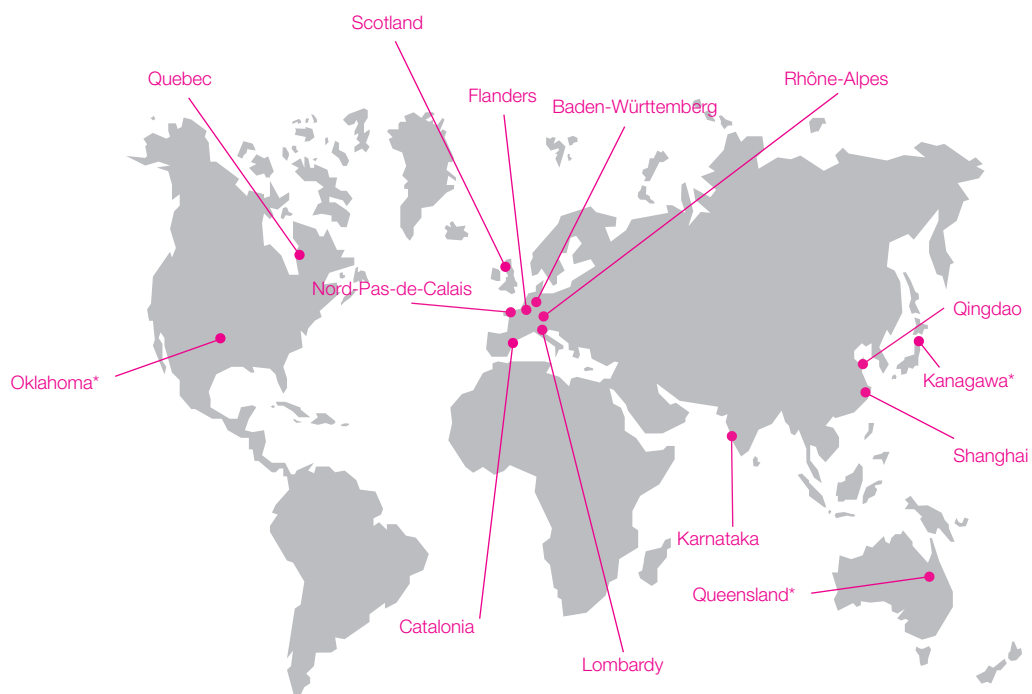 Scotland
Quebec
Rhône-Alpes
Flanders
Baden-Württemberg
Nord-Pas-de-Calais
Qingdao
Oklahoma*
Kanagawa*
Shanghai
Karnataka
Queensland*
Catalonia
Lombardy